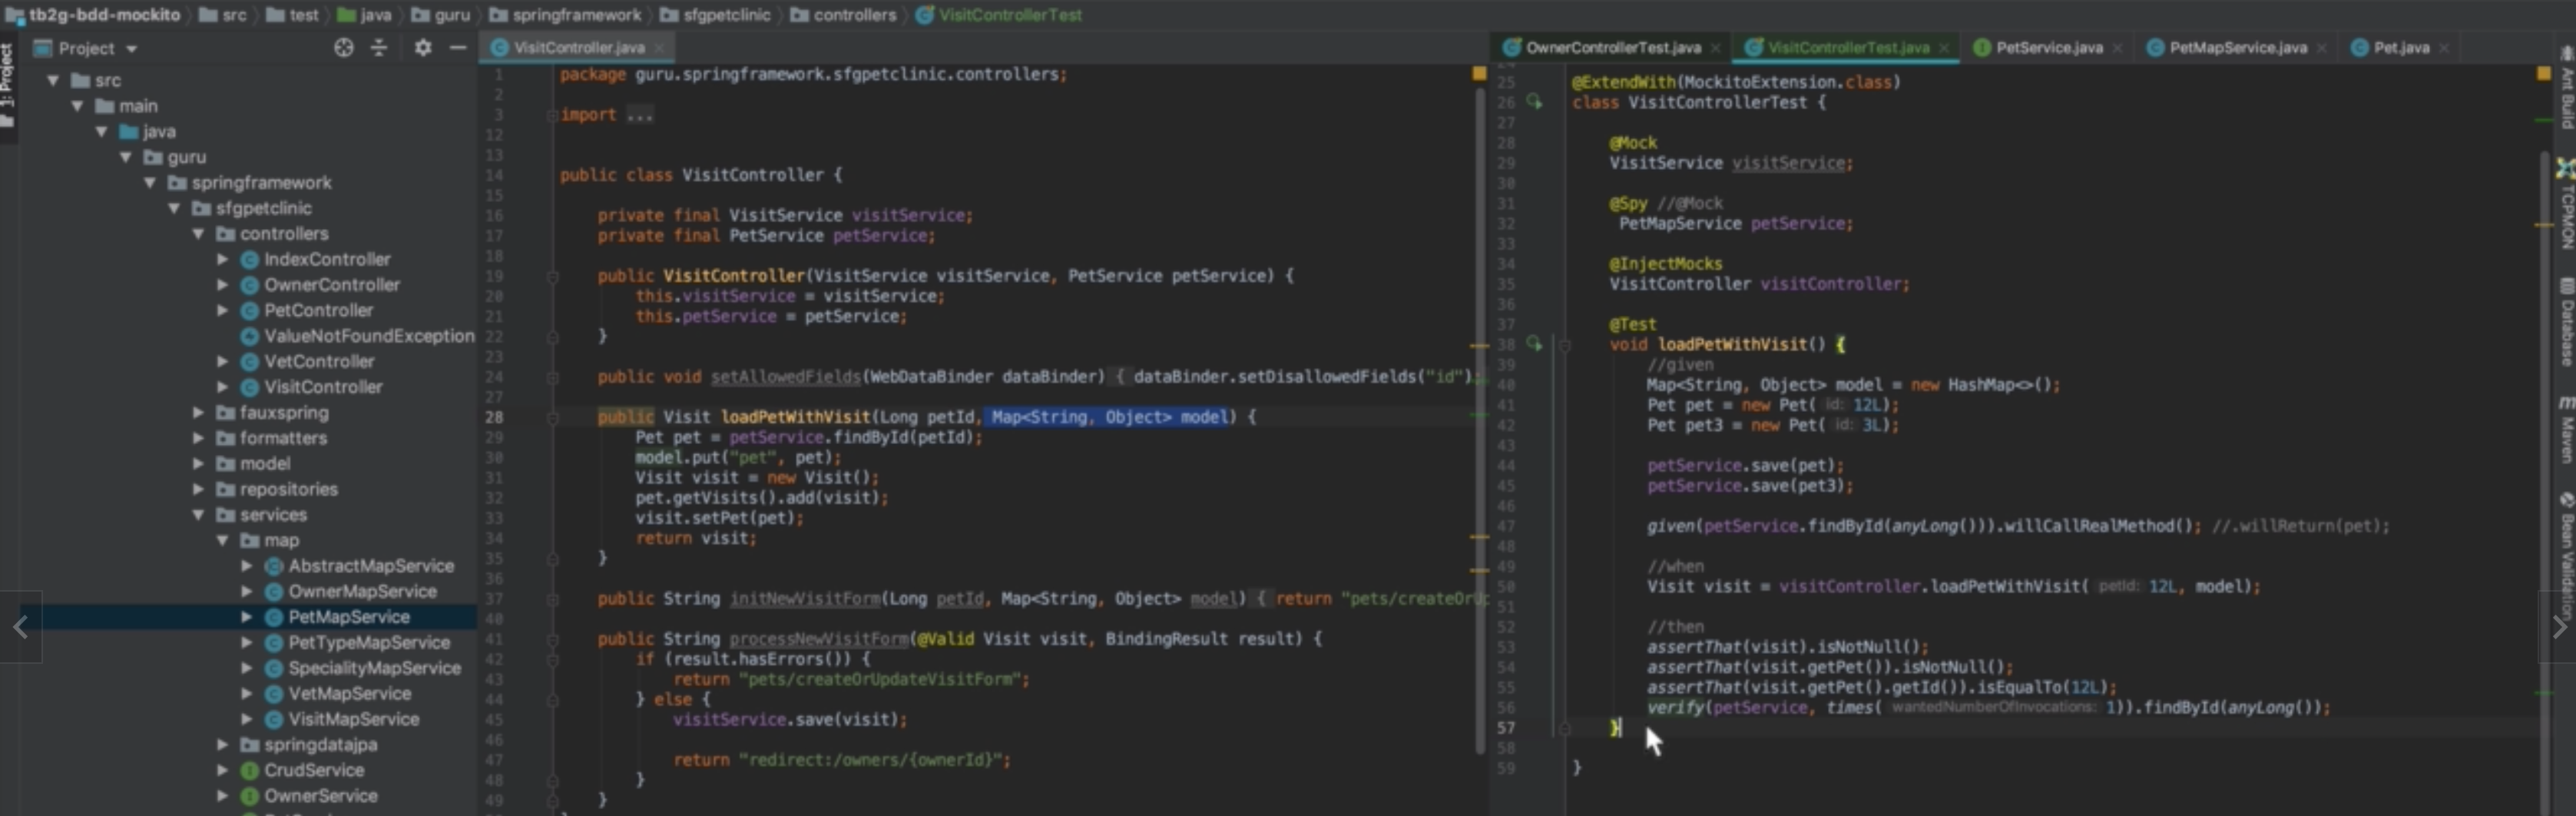 tb2g-bdd-mockito src test java guru springframework sfgpetclinic controllers VisitControllerTest
1: Project
Project
src
main
java
guru
springframework
sfgpetclinic
controllers
IndexController
OwnerController
PetController
ValueNotFoundException
VetController
VisitController
fauxspring
formatters
model
repositories
services
map
AbstractMapService
OwnerMapService
PetMapService
PetTypeMapService
SpecialityMapService
VetMapService
VisitMapService
springdatajpa
CrudService
OwnerService
VisitController.java
1 package guru.springframework.sfgpetclinic.controllers;
2
3 import ...
12
13
14 public class VisitController {
15
16 private final VisitService visitService;
17 private final PetService petService;
18
19 public VisitController(VisitService visitService, PetService petService) {
20 this.visitService = visitService;
21 this.petService = petService;
22 }
23
24 public void setAllowedFields(WebDataBinder dataBinder) { dataBinder.setDisallowedFields("id");
27
28 public Visit loadPetWithVisit(Long petId, Map<String, Object> model) {
29 Pet pet = petService.findById(petId);
30 model.put("pet", pet);
31 Visit visit = new Visit();
32 pet.getVisits().add(visit);
33 visit.setPet(pet);
34 return visit;
35 }
36
37 public String initNewVisitForm(Long petId, Map<String, Object> model) { return "pets/createOrUp
40
41 public String processNewVisitForm(@Valid Visit visit, BindingResult result) {
42 if (result.hasErrors()) {
43 return "pets/createOrUpdateVisitForm";
44 } else {
45 visitService.save(visit);
46
47 return "redirect:/owners/{ownerId}";
48 }
49 }
OwnerControllerTest.java VisitControllerTest.java PetService.java PetMapService.java Pet.java
25 @ExtendWith(MockitoExtension.class)
26 class VisitControllerTest {
27
28 @Mock
29 VisitService visitService;
30
31 @Spy //@Mock
32 PetMapService petService;
33
34 @InjectMocks
35 VisitController visitController;
36
37 @Test
38 void loadPetWithVisit() {
39 //given
40 Map<String, Object> model = new HashMap<>();
41 Pet pet = new Pet( id: 12L);
42 Pet pet3 = new Pet( id: 3L);
43
44 petService.save(pet);
45 petService.save(pet3);
46
47 given(petService.findById(anyLong())).willCallRealMethod(); //.willReturn(pet);
48
49 //when
50 Visit visit = visitController.loadPetWithVisit( petId: 12L, model);
51
52 //then
53 assertThat(visit).isNotNull();
54 assertThat(visit.getPet()).isNotNull();
55 assertThat(visit.getPet().getId()).isEqualTo(12L);
56 verify(petService, times( wantedNumberOfInvocations: 1)).findById(anyLong());
57 }
58
59 }
Ant Build
TCPMON
Database
Maven
Bean Validation